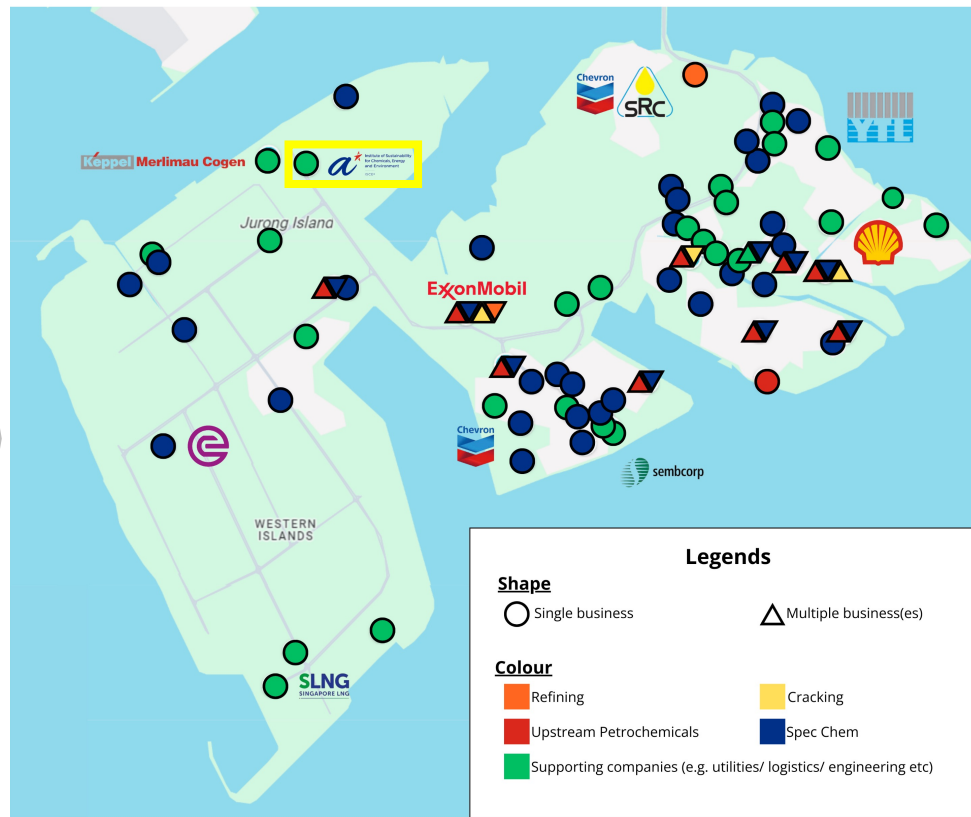 Chevron
SRC
YTL
Keppel Merlimau Cogen
a*
Institute of Sustainability
for Chemicals, Energy
and Environment
Jurong Island
ExxonMobil
Chevron
sembcorp
WESTERN
ISLANDS
SLNG
SINGAPORE LNG
Legends
Shape
Single business
Multiple business(es)
Colour
Refining
Cracking
Upstream Petrochemicals
Spec Chem
Supporting companies (e.g. utilities/ logistics/ engineering etc)